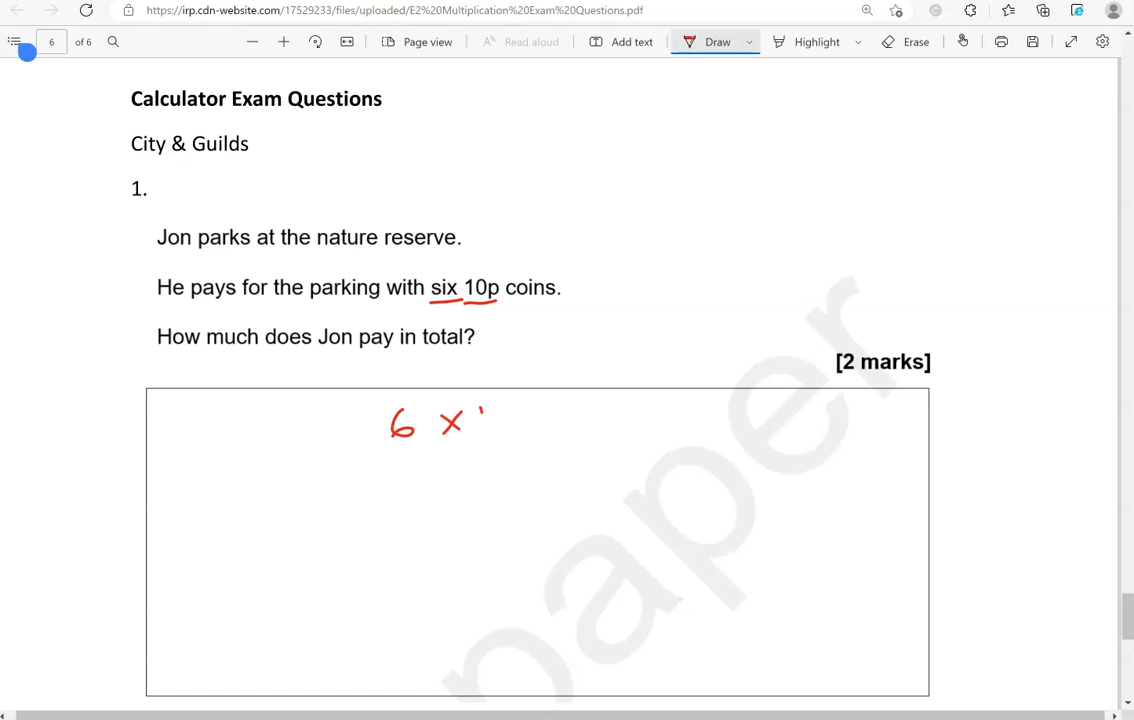 https://irp.cdn-website.com/17529233/files/uploaded/E2%20Multiplication%20Exam%20Questions.pdf
6 of 6 Page view Read aloud Add text Draw Highlight Erase
Calculator Exam Questions
City & Guilds
1.
Jon parks at the nature reserve.
He pays for the parking with six 10p coins.
How much does Jon pay in total?
[2 marks]
6 ×
naper